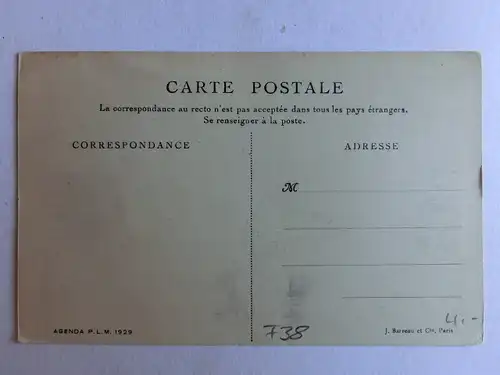 CARTE POSTALE
La correspondance au recto n'est pas acceptée dans tous les pays étrangers.
Se renseigner à la poste.
CORRESPONDANCE
ADRESSE
M
AGENDA P.L.M. 1929
738
4.-
J. Barreau et Cie, Paris